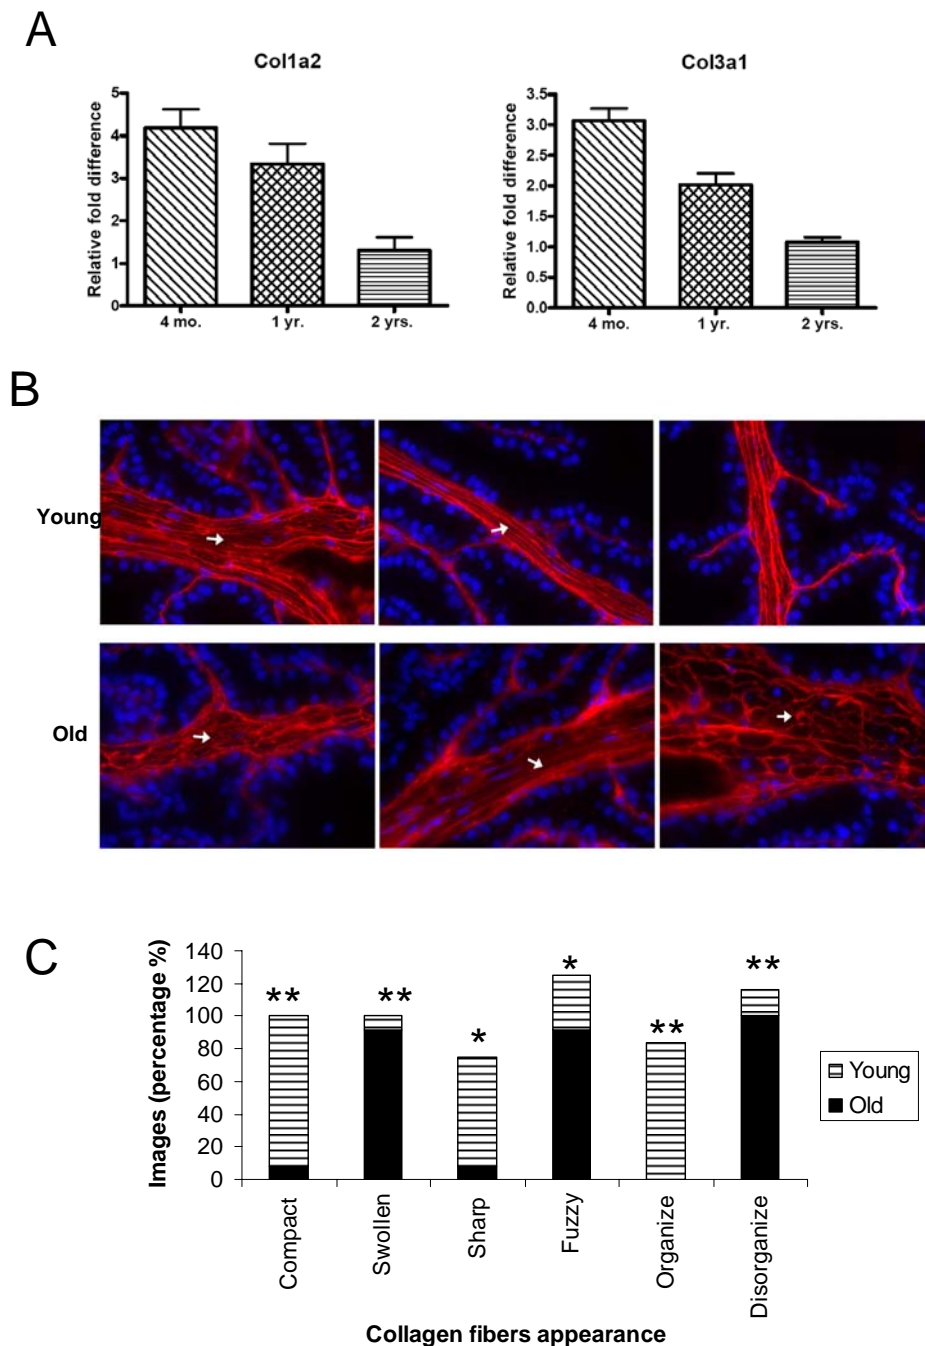 A
Col1a2
Col3a1
Relative fold difference
5
4
3
2
1
0
4 mo.
1 yr.
2 yrs.
Relative fold difference
3.5
3.0
2.5
2.0
1.5
1.0
0.5
0.0
4 mo.
1 yr.
2 yrs.
B
Young
Old
C
Images (percentage %)
140
120
100
80
60
40
20
0
**
**
*
*
**
**
Young
Old
Compact
Swollen
Sharp
Fuzzy
Organize
Disorganize
Collagen fibers appearance